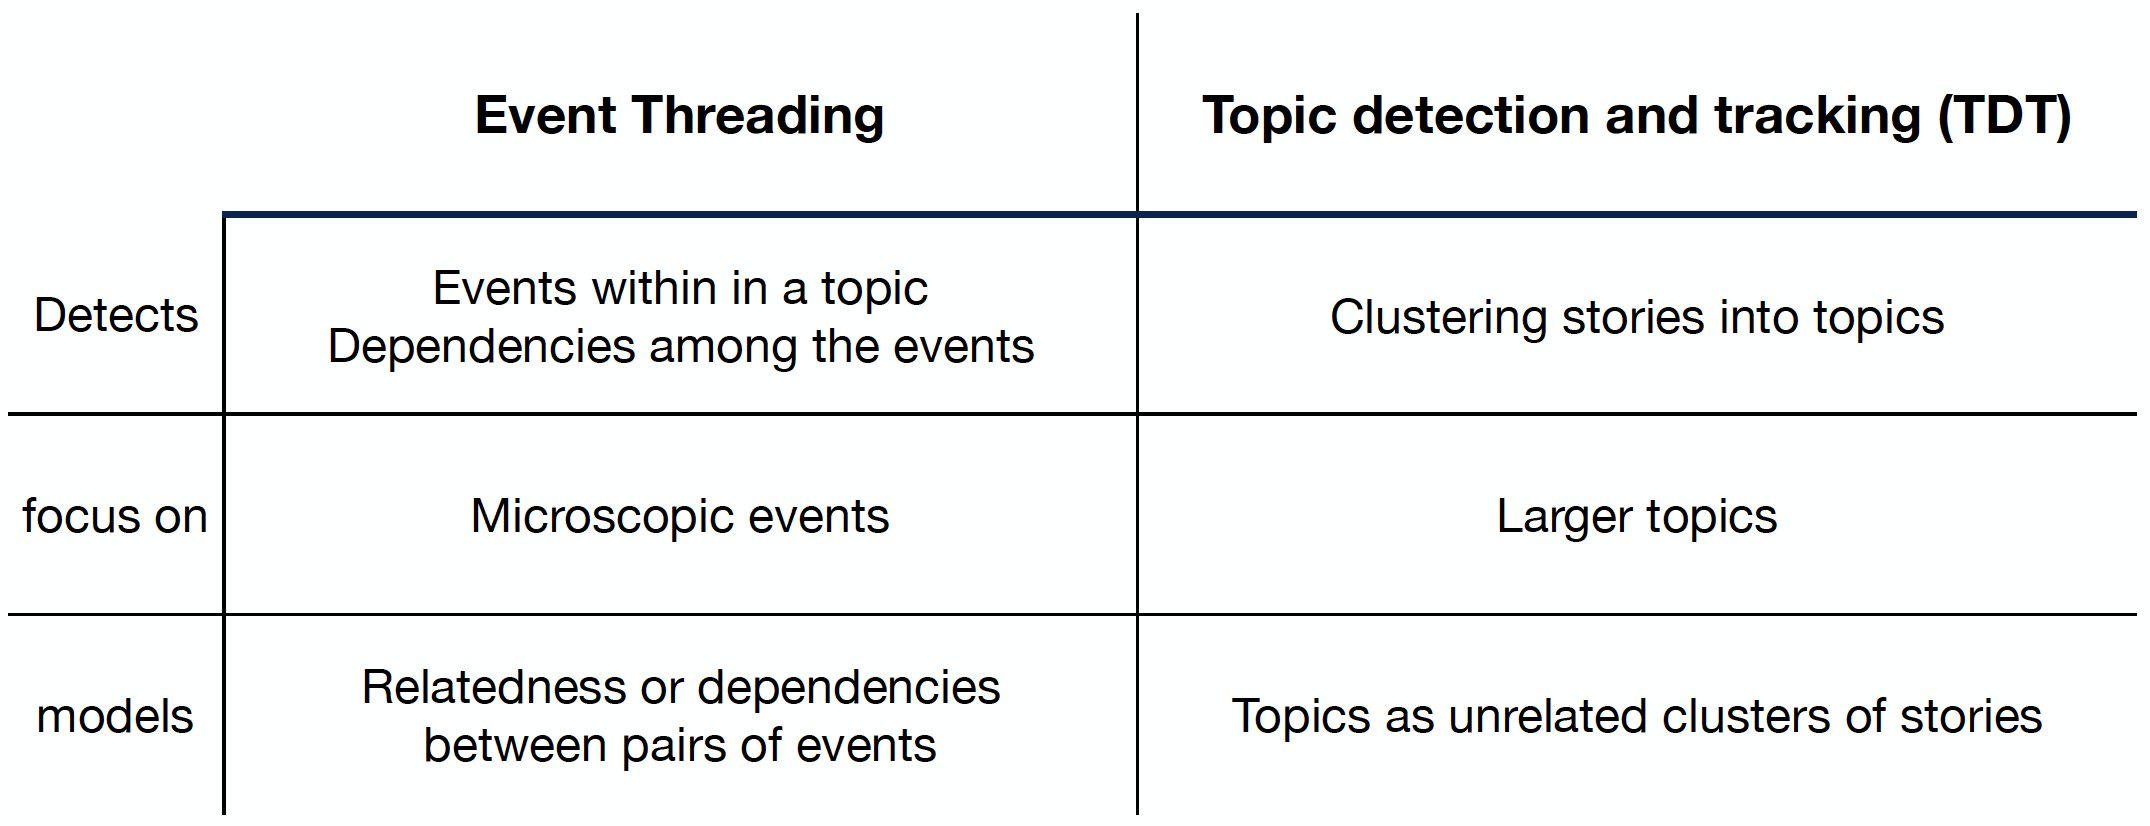 Event Threading
Topic detection and tracking (TDT)
Detects
Events within in a topic
Dependencies among the events
Clustering stories into topics
focus on
Microscopic events
Larger topics
models
Relatedness or dependencies
between pairs of events
Topics as unrelated clusters of stories